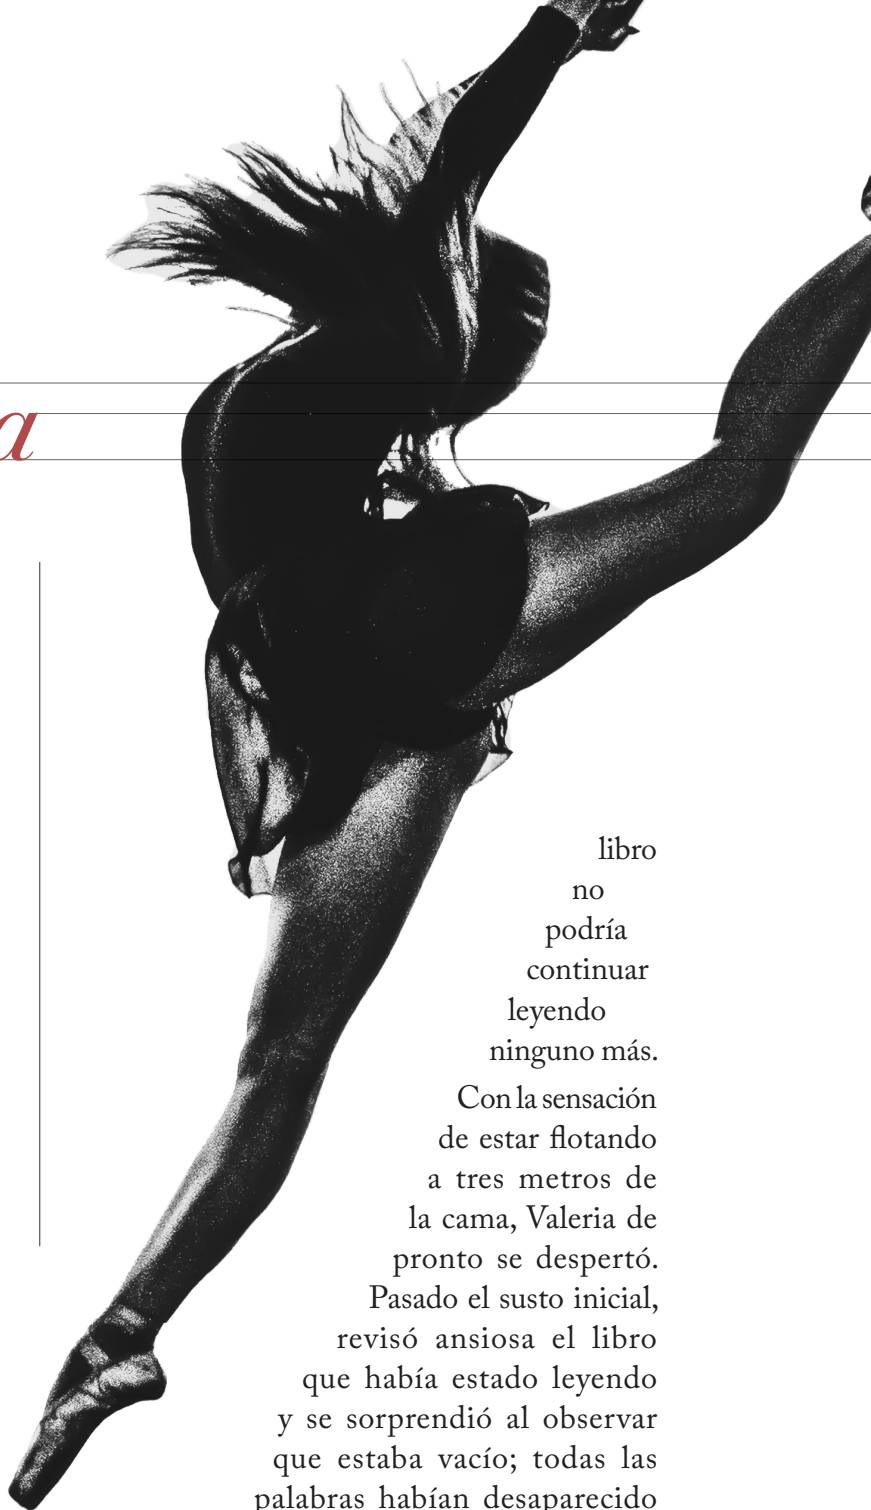 a
libro
no
podría
continuar
leyendo
ninguno más.
Con la sensación
de estar flotando
a tres metros de
la cama, Valeria de
pronto se despertó.
Pasado el susto inicial,
revisó ansiosa el libro
que había estado leyendo
y se sorprendió al observar
que estaba vacío; todas las
palabras habían desaparecido